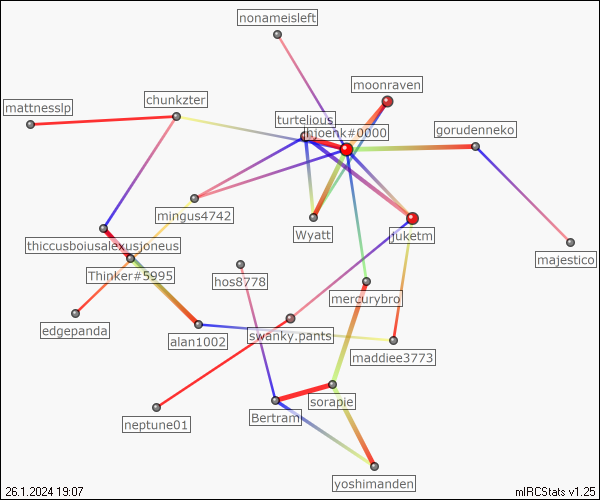 nonameisleft
moonraven
chunkzter
mattnesslp
turtelious
mjoenk#0000
gorudenneko
mingus4742
Wyatt
juketm
thiccusboiusalexusjoneus
majestico
Thinker#5995
hos8778
mercurybro
edgepanda
alan1002
swanky.pants
maddiee3773
neptune01
Bertram
sorapie
yoshimanden
26.1.2024 19:07
mIRCStats v1.25